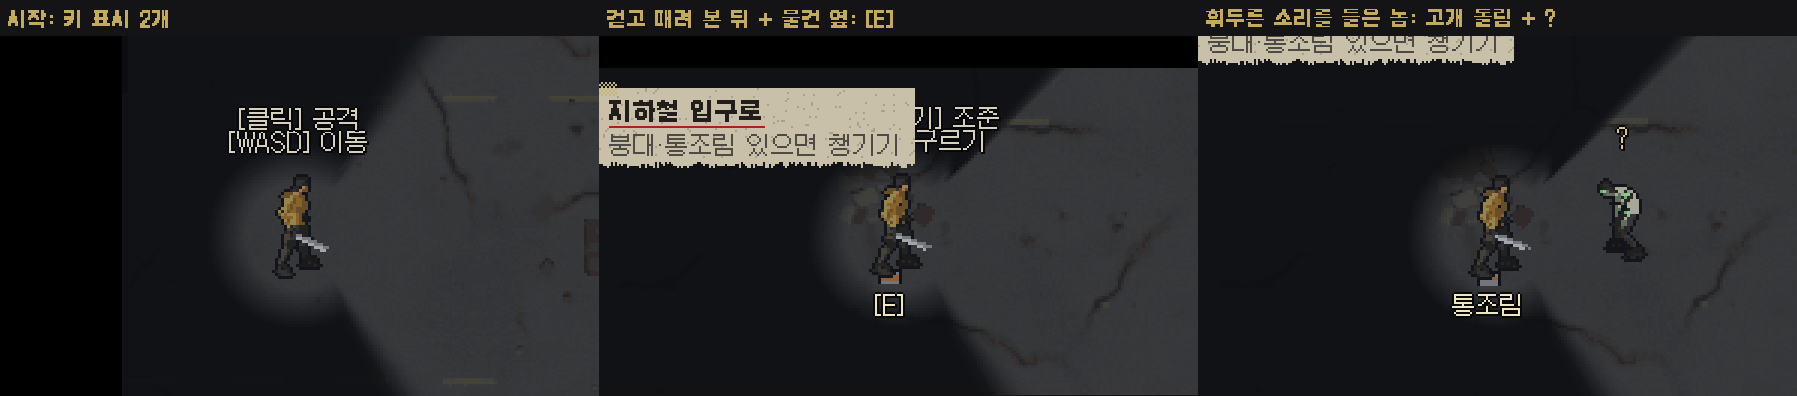 시작: 키 표시 2개
[클릭] 공격
[WASD] 이동
걷고 때려 본 뒤 + 물건 옆: [E]
지하철 입구로
붕대·통조림 있으면 챙기기
기] 조준
구르기
[E]
휘두른 소리를 들은 놈: 고개 돌림 + ?
붕대·통조림 있으면 챙기기
?
통조림